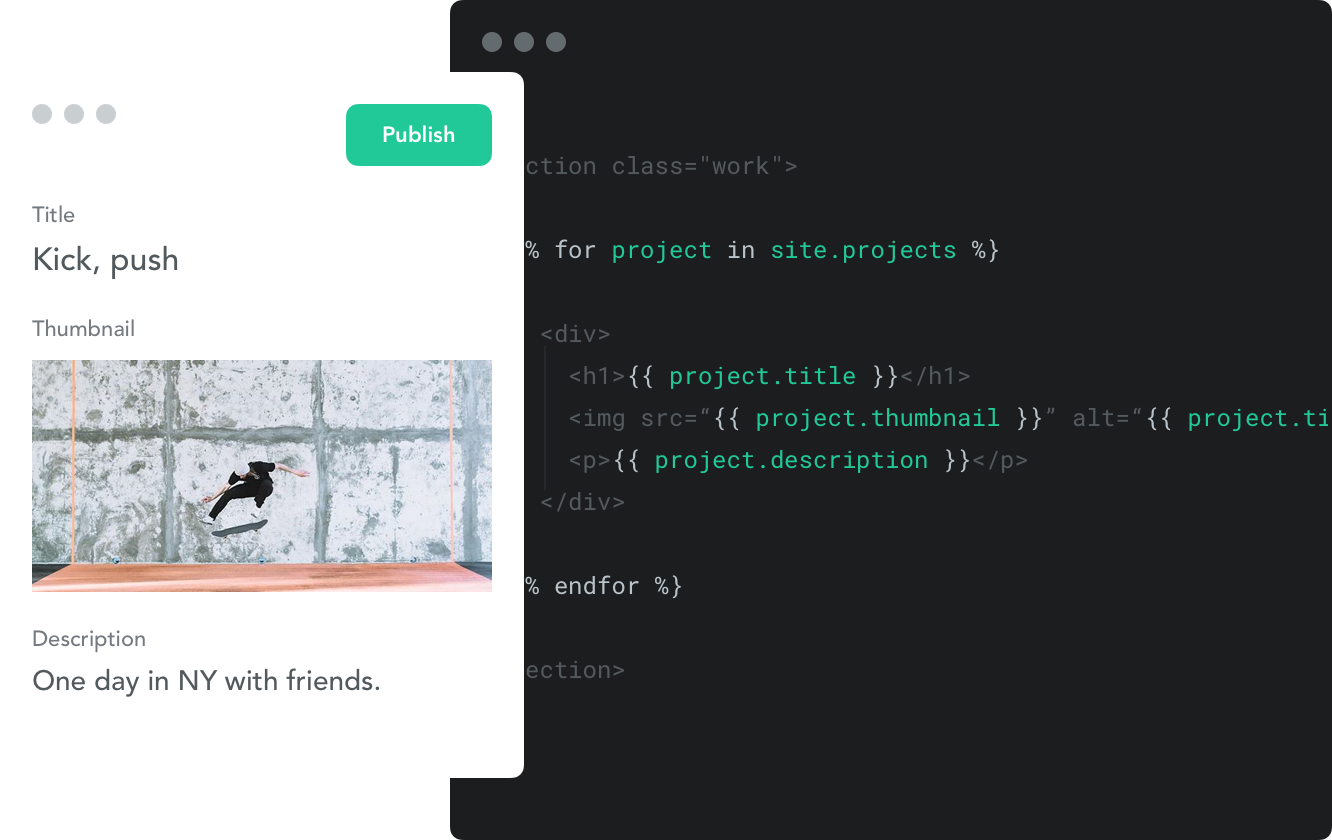 Publish
Title
Kick, push
Thumbnail
Description
One day in NY with friends.
ction class="work">
% for project in site.projects %}
<div>
<h1>{{ project.title }}</h1>
<img src=“{{ project.thumbnail }}” alt=“{{ project.ti
<p>{{ project.description }}</p>
</div>
% endfor %}
ection>